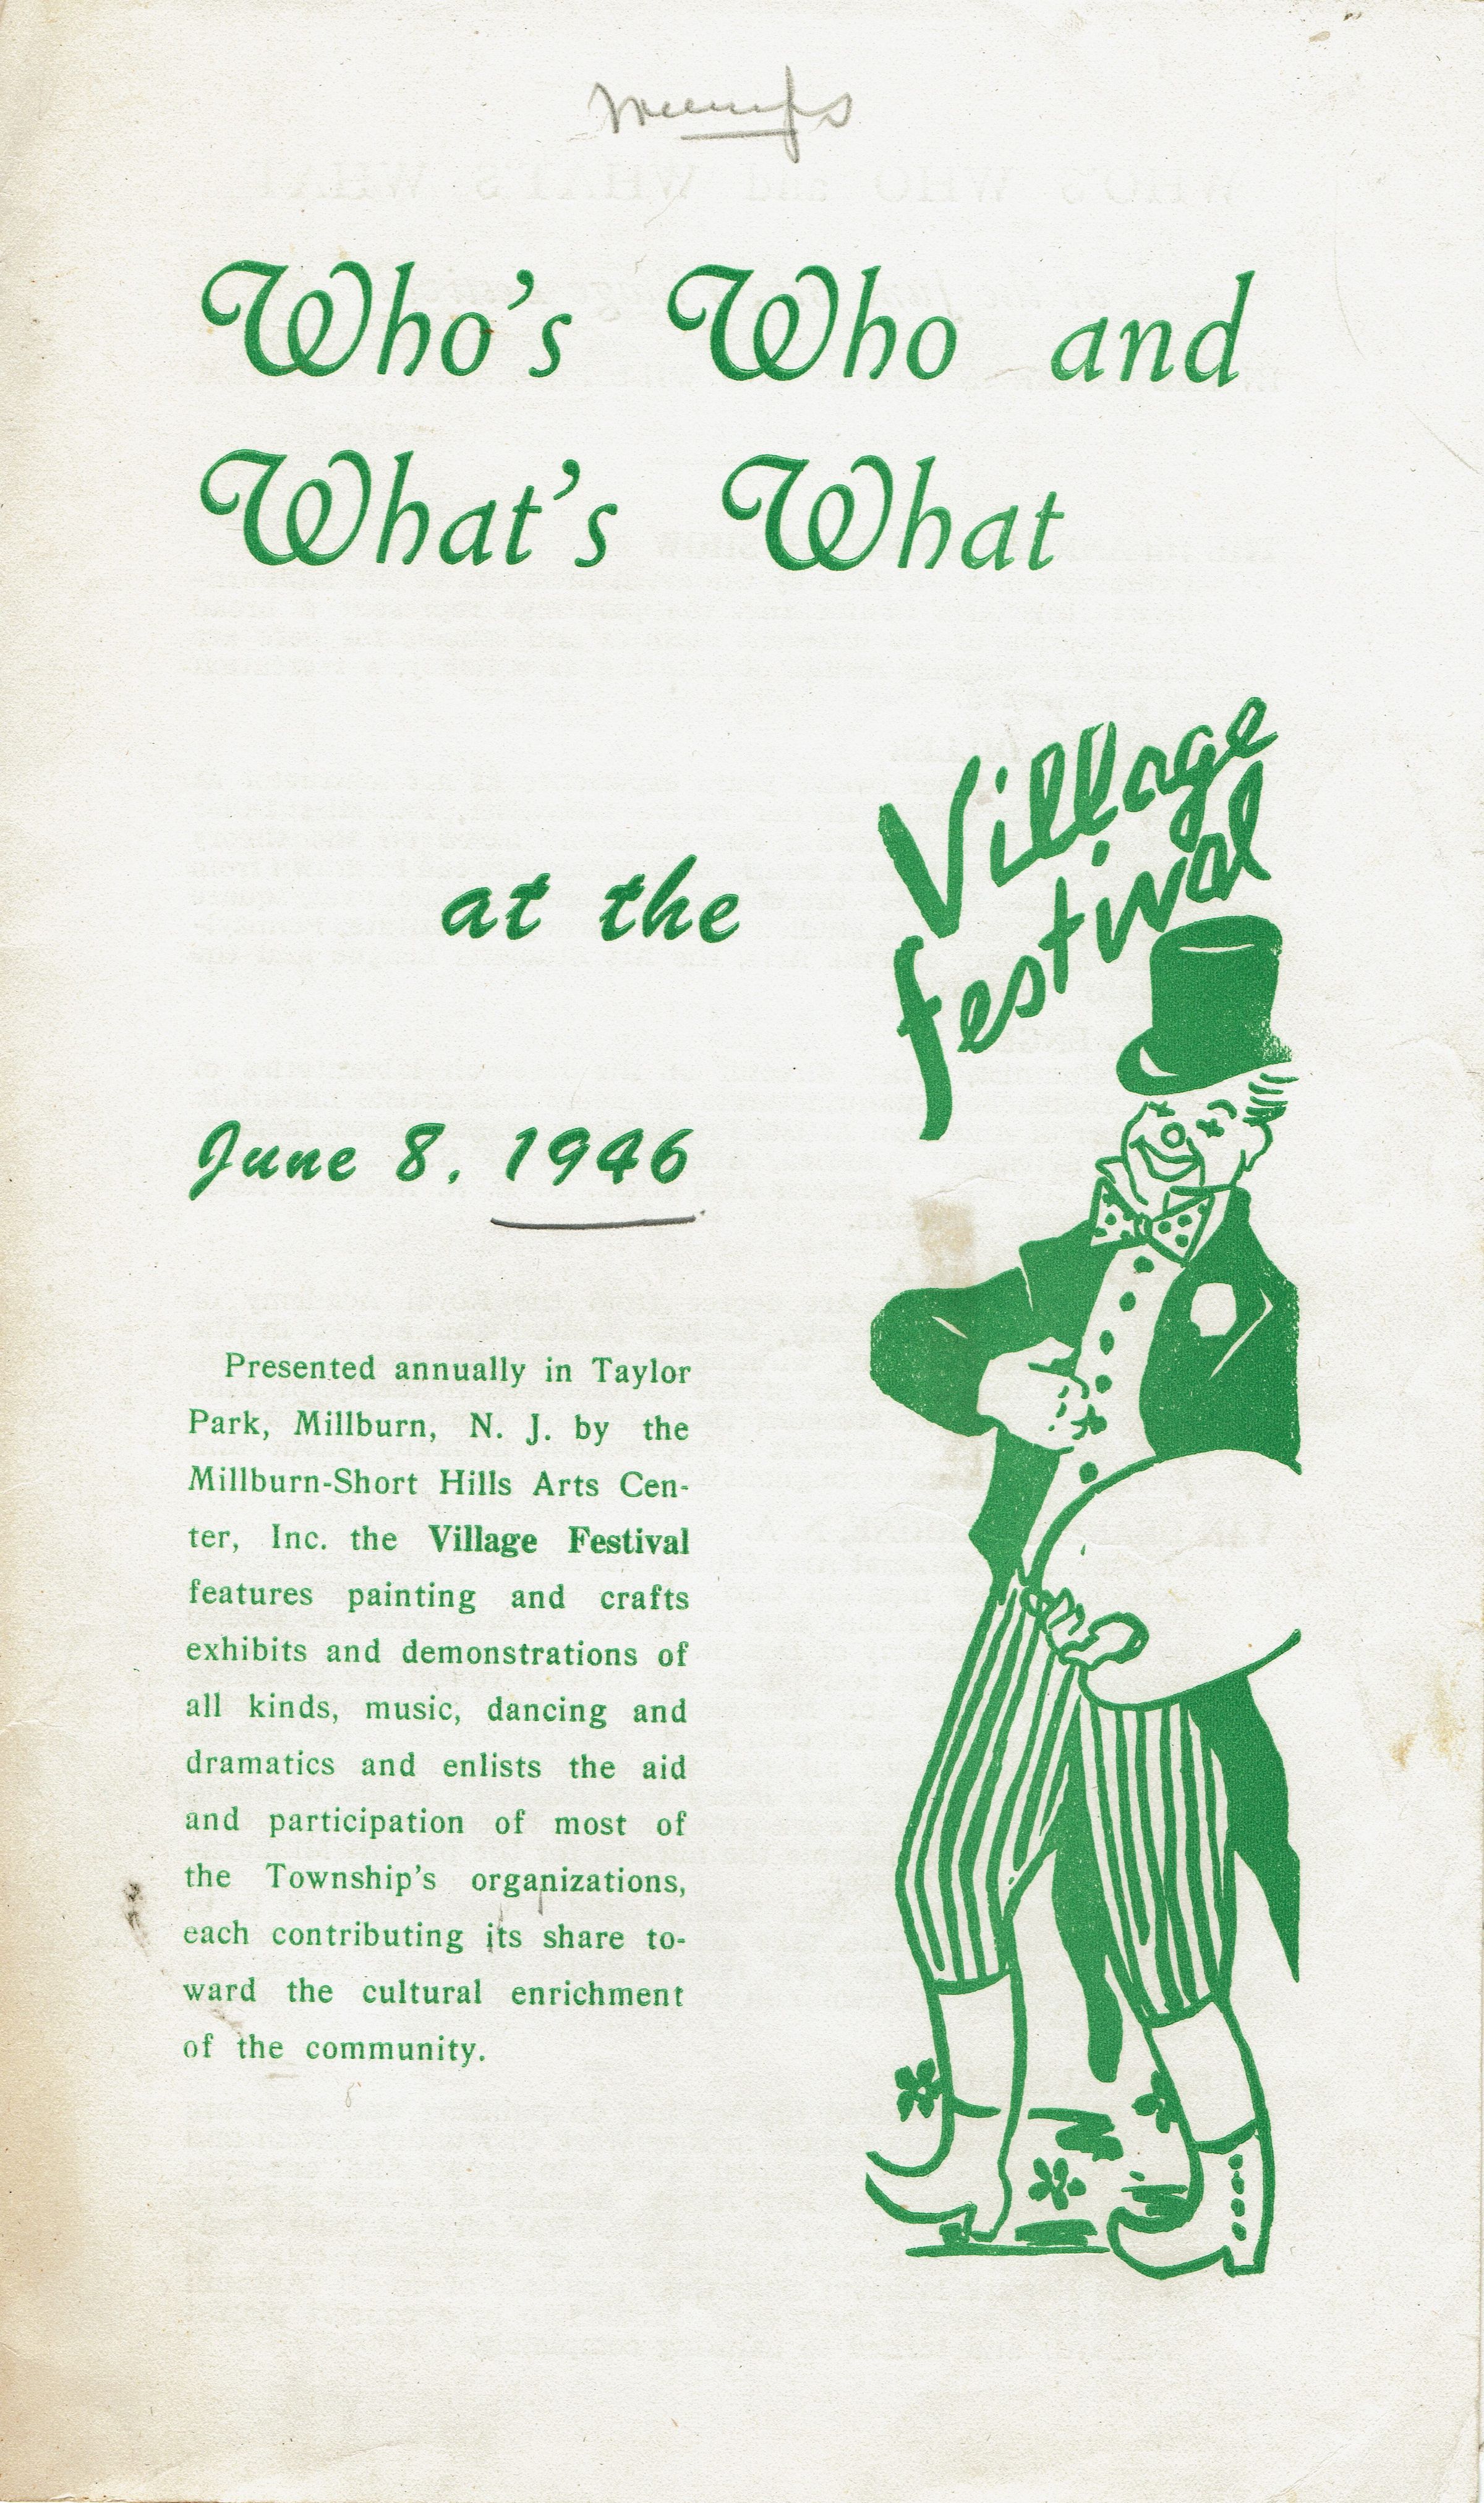 Who's Who and
What's What
at the
Village
Festival
June 8, 1946
Presented annually in Taylor
Park, Millburn, N. J. by the
Millburn-Short Hills Arts Cen-
ter, Inc. the Village Festival
features painting and crafts
exhibits and demonstrations of
all kinds, music, dancing and
dramatics and enlists the aid
and participation of most of
the Township's organizations,
each contributing its share to-
ward the cultural enrichment
of the community.